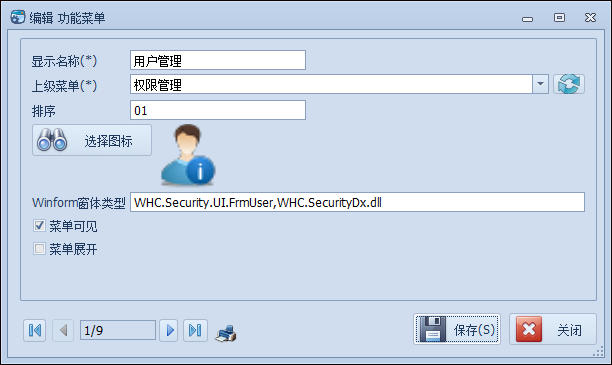 编辑 功能菜单
显示名称(*) 用户管理
上级菜单(*) 权限管理
排序 01
选择图标
Winform窗体类型 WHC.Security.UI.FrmUser,WHC.SecurityDx.dll
菜单可见
菜单展开
1/9 保存(S) 关闭